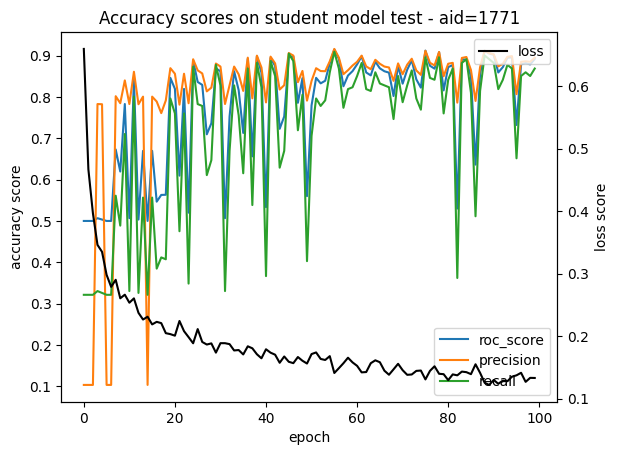 Accuracy scores on student model test - aid=1771
loss
0.9
0.8
0.7
0.6
0.5
0.4
0.3
0.2
0.1
accuracy score
0.6
0.5
0.4
0.3
0.2
0.1
loss score
roc_score
precision
recall
0
20
40
60
80
100
epoch